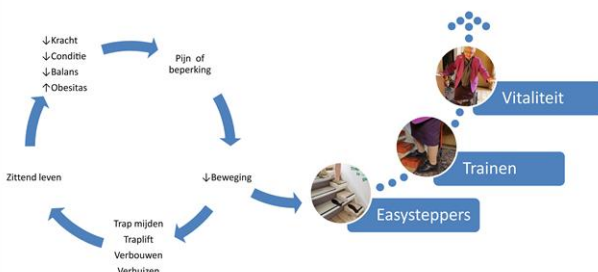 ↓Kracht
↓Conditie
↓Balans
↑Obesitas
Pijn of
beperking
↓Beweging
Trap mijden
Traplift
Verbouwen
Verhuizen
Zittend leven
Easysteppers
Trainen
Vitaliteit